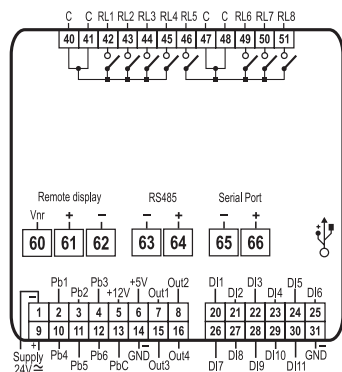 C C RL1 RL2 RL3 RL4 RL5 C C RL6 RL7 RL8
40 41 42 43 44 45 46 47 48 49 50 51
Remote display RS485 Serial Port
Vnr + − − + − +
60 61 62 63 64 65 66
Pb1 Pb3 +5V Out2 DI1 DI3 DI5
Pb2 +12V Out1 DI2 DI4 DI6
− 1 2 3 4 5 6 7 8 20 21 22 23 24 25
9 10 11 12 13 14 15 16 26 27 28 29 30 31
+
Supply Pb4 Pb6 GND Out4 DI8 DI10 GND
24V Pb5 PbC Out3 DI7 DI9 DI11